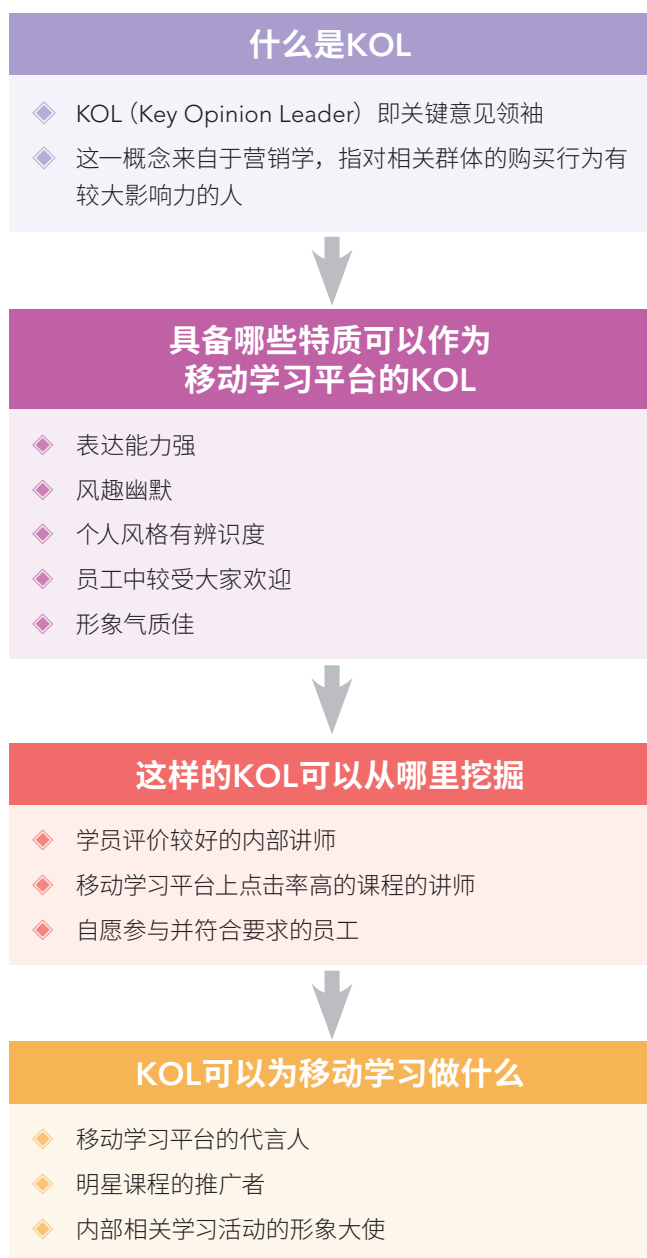 什么是KOL
KOL（Key Opinion Leader）即关键意见领袖
这一概念来自于营销学，指对相关群体的购买行为有
较大影响力的人
具备哪些特质可以作为
移动学习平台的KOL
表达能力强
风趣幽默
个人风格有辨识度
员工中较受大家欢迎
形象气质佳
这样的KOL可以从哪里挖掘
学员评价较好的内部讲师
移动学习平台上点击率高的课程的讲师
自愿参与并符合要求的员工
KOL可以为移动学习做什么
移动学习平台的代言人
明星课程的推广者
内部相关学习活动的形象大使